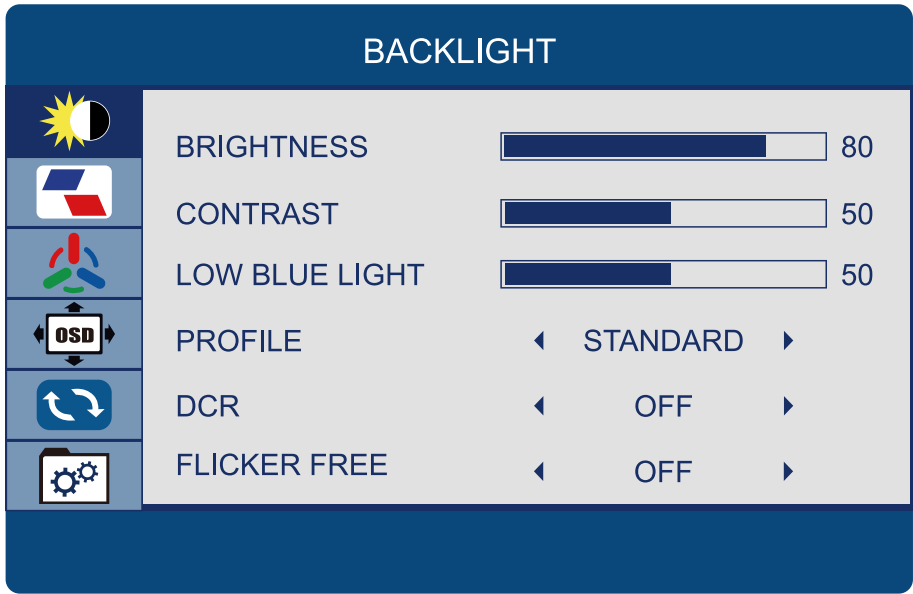 BACKLIGHT
BRIGHTNESS 80
CONTRAST 50
LOW BLUE LIGHT 50
OSD
PROFILE STANDARD
DCR OFF
FLICKER FREE OFF